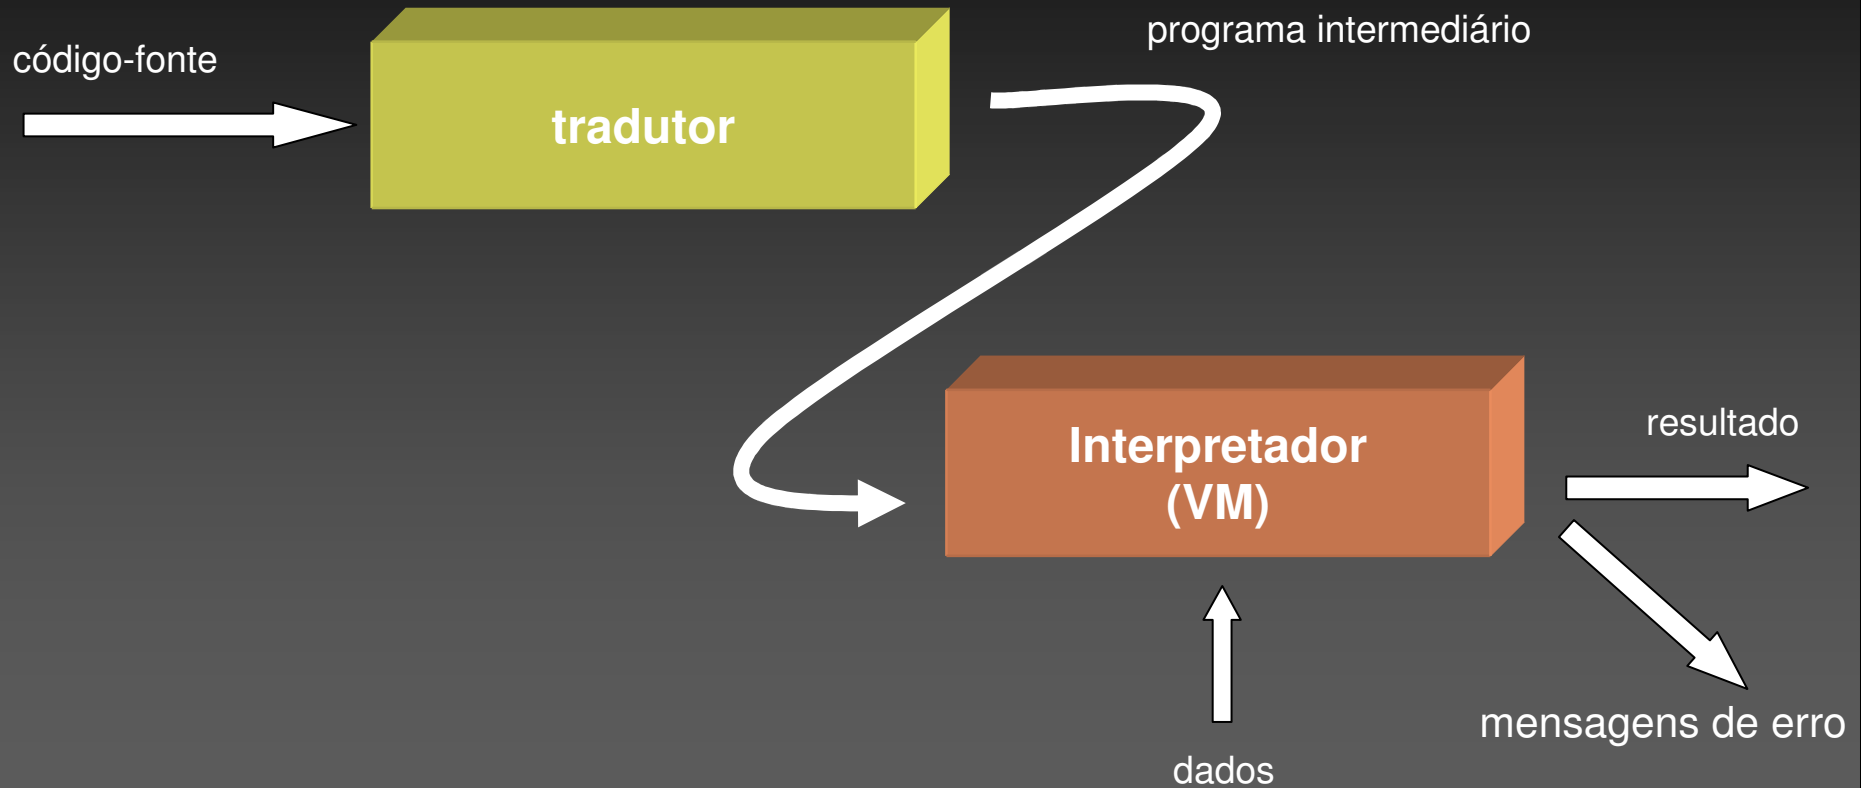 código-fonte
programa intermediário
tradutor
Interpretador
(VM)
resultado
mensagens de erro
dados